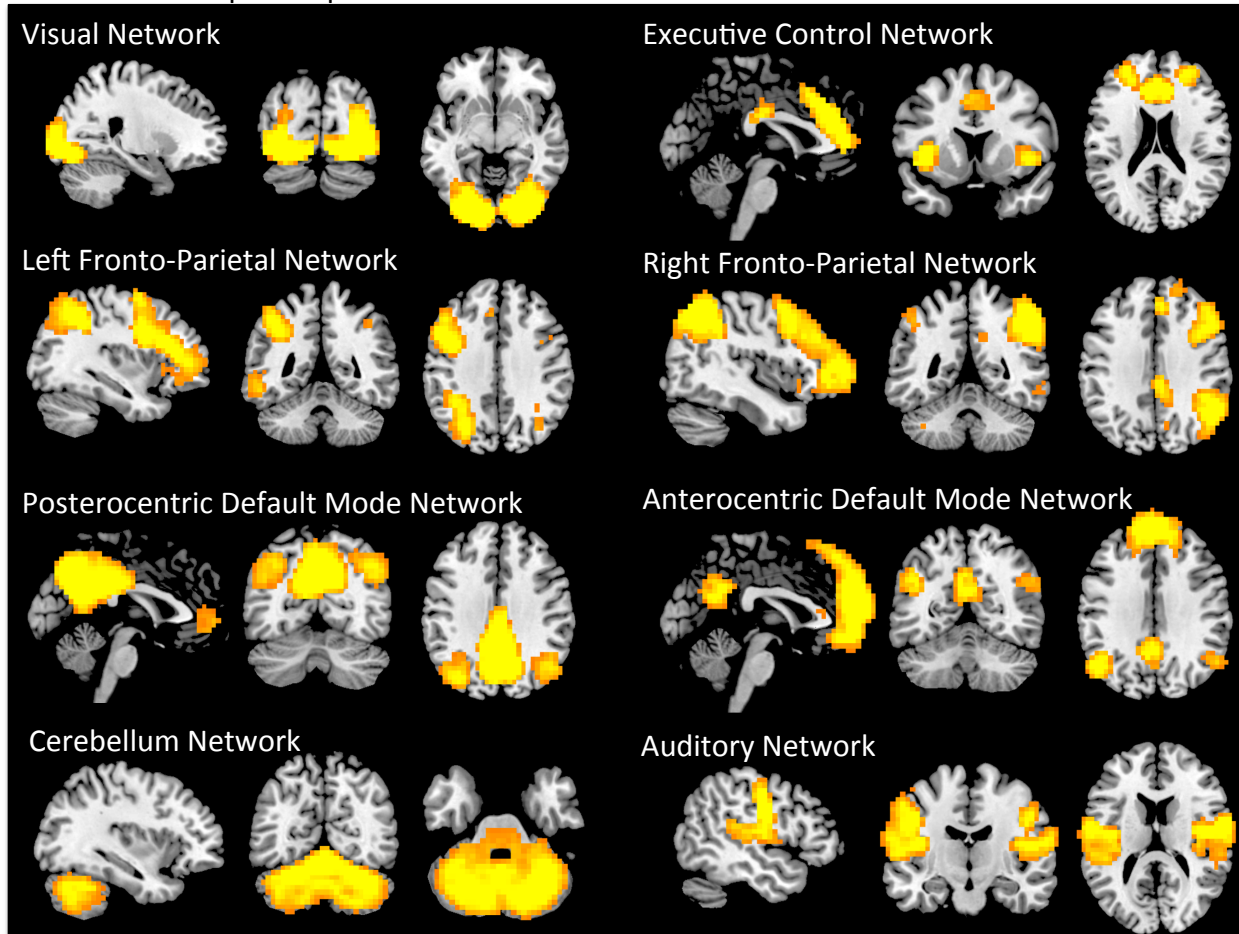 Visual Network
Executive Control Network
Left Fronto-Parietal Network
Right Fronto-Parietal Network
Posterocentric Default Mode Network
Anterocentric Default Mode Network
Cerebellum Network
Auditory Network